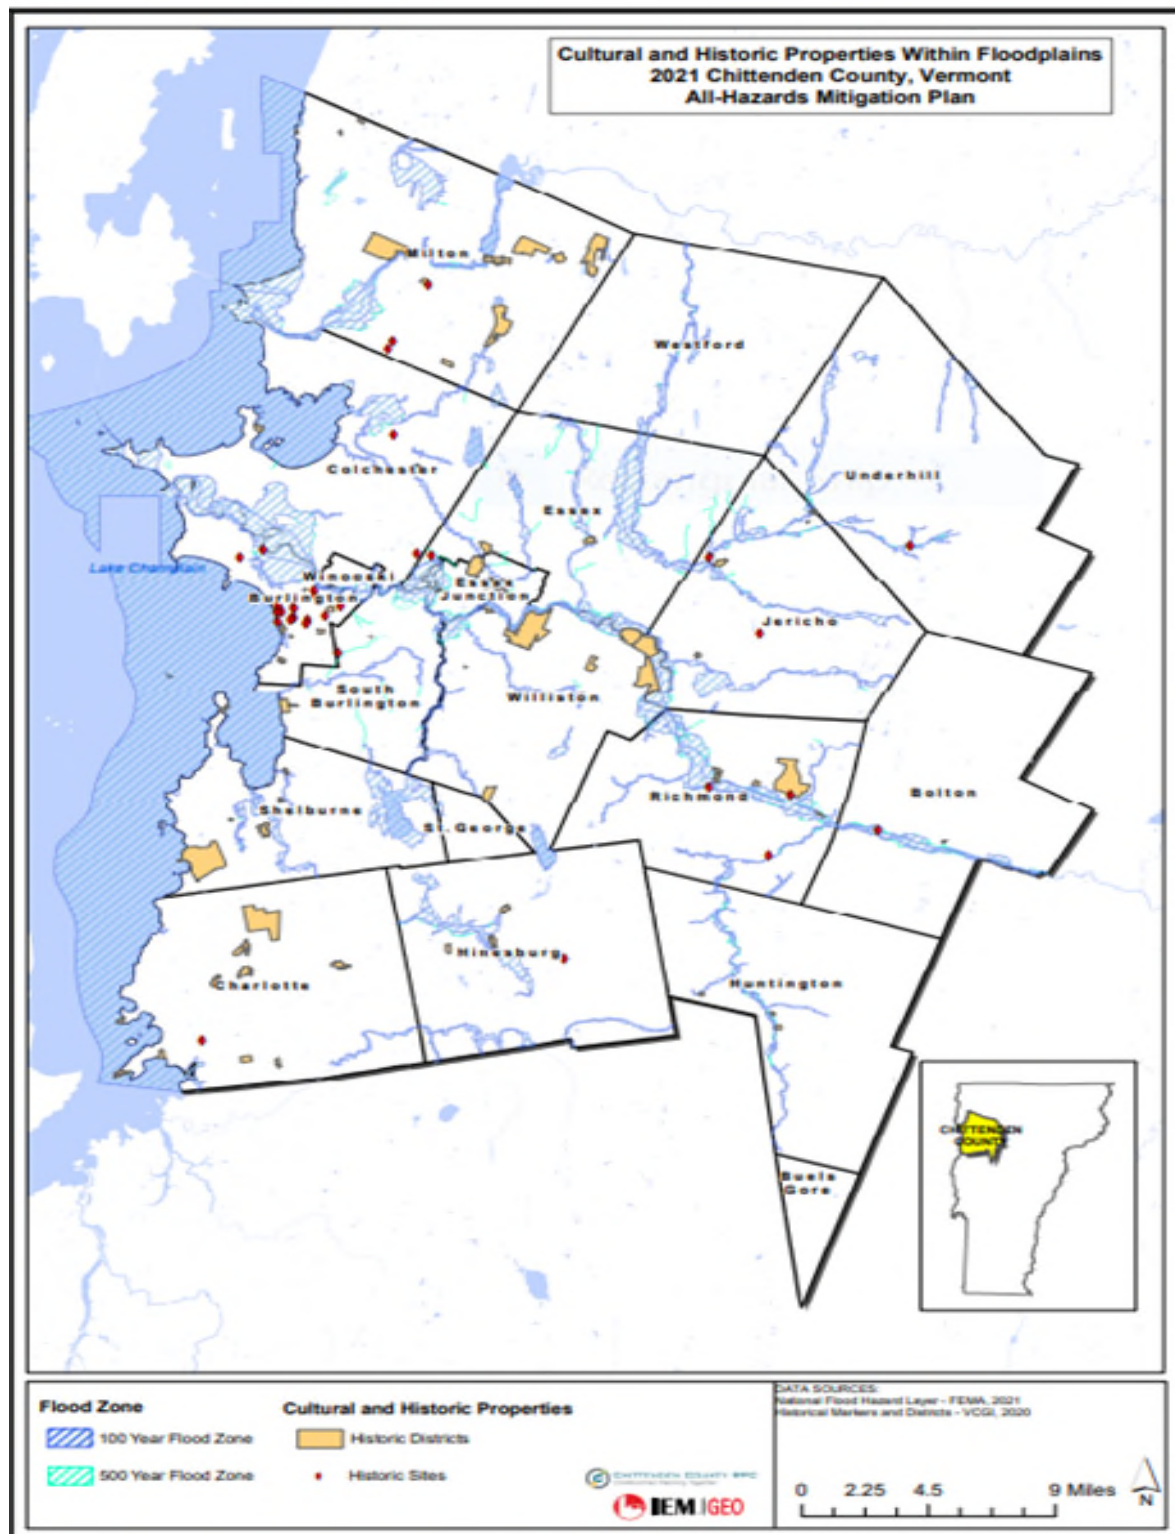 Cultural and Historic Properties Within Floodplains
2021 Chittenden County, Vermont
All-Hazards Mitigation Plan
Milton
Westford
Underhill
Colchester
Essex
Lake Champlain
Winooski
Essex
Junction
Burlington
Jericho
South
Burlington
Williston
Richmond
Bolton
Shelburne
St. George
Hinesburg
Charlotte
Huntington
Buels
Gore
CHITTENDEN
COUNTY
Flood Zone
100 Year Flood Zone
500 Year Flood Zone
Cultural and Historic Properties
Historic Districts
Historic Sites
CHITTENDEN COUNTY RPC
IEM GEO
DATA SOURCES:
National Flood Hazard Layer - FEMA, 2021
Historical Markers and Districts - VCGI, 2020
0 2.25 4.5 9 Miles
N